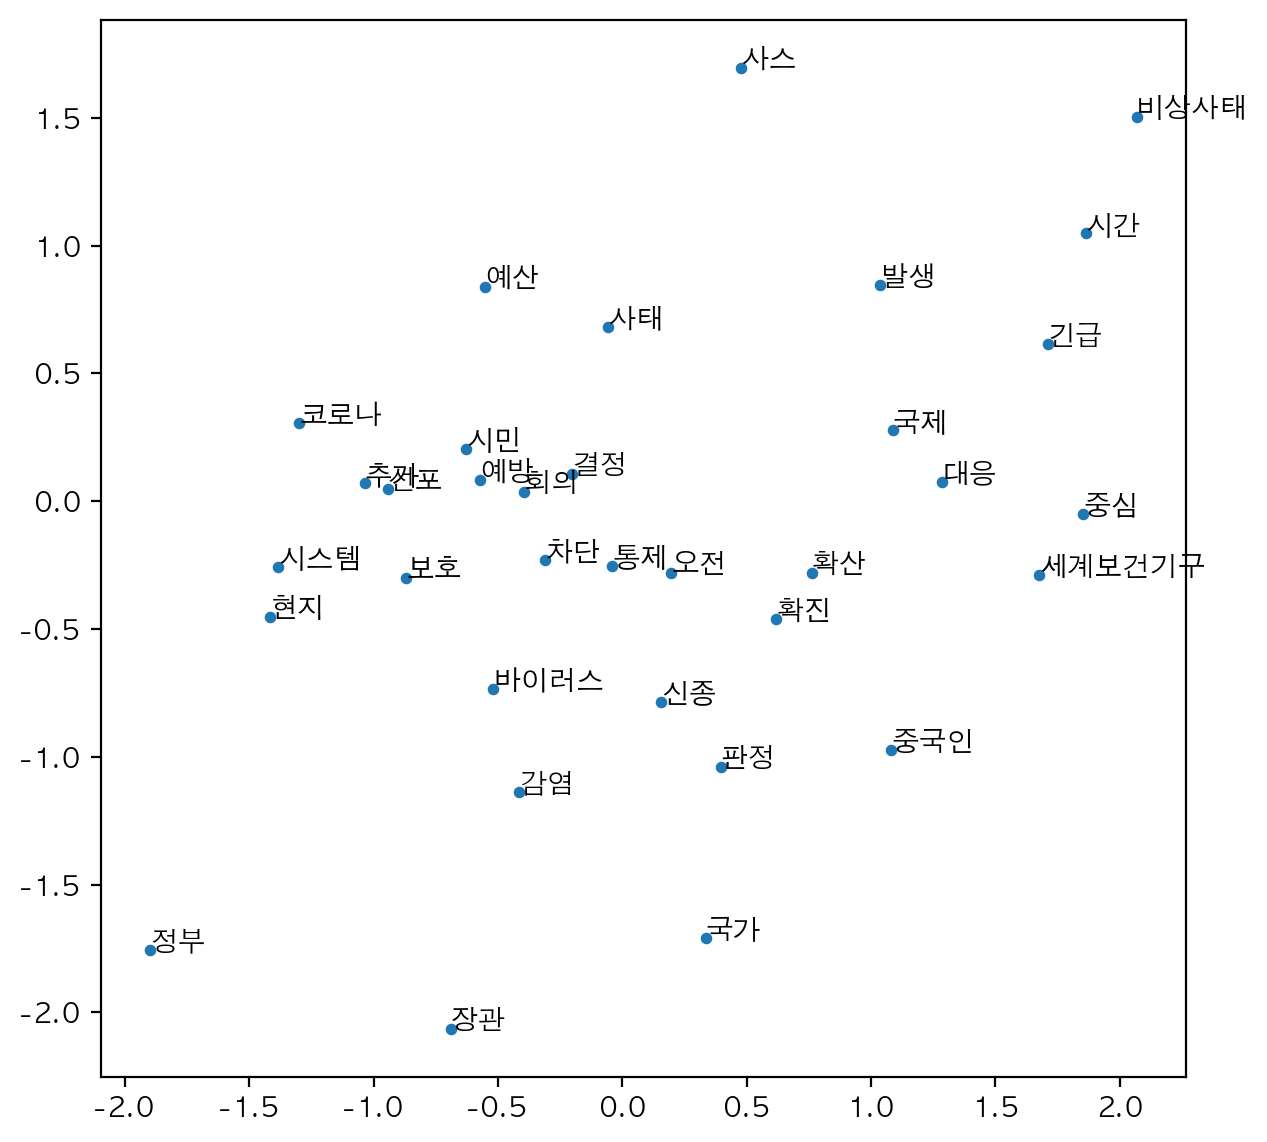 사스
비상사태
1.5
시간
1.0
발생
예산
사태
긴급
0.5
코로나
국제
시민
결정
예방
회의
추가
선포
대응
0.0
중심
차단
통제
오전
확산
세계보건기구
시스템
보호
현지
확진
-0.5
바이러스
신종
중국인
판정
-1.0
감염
-1.5
국가
정부
-2.0
장관
-2.0 -1.5 -1.0 -0.5 0.0 0.5 1.0 1.5 2.0